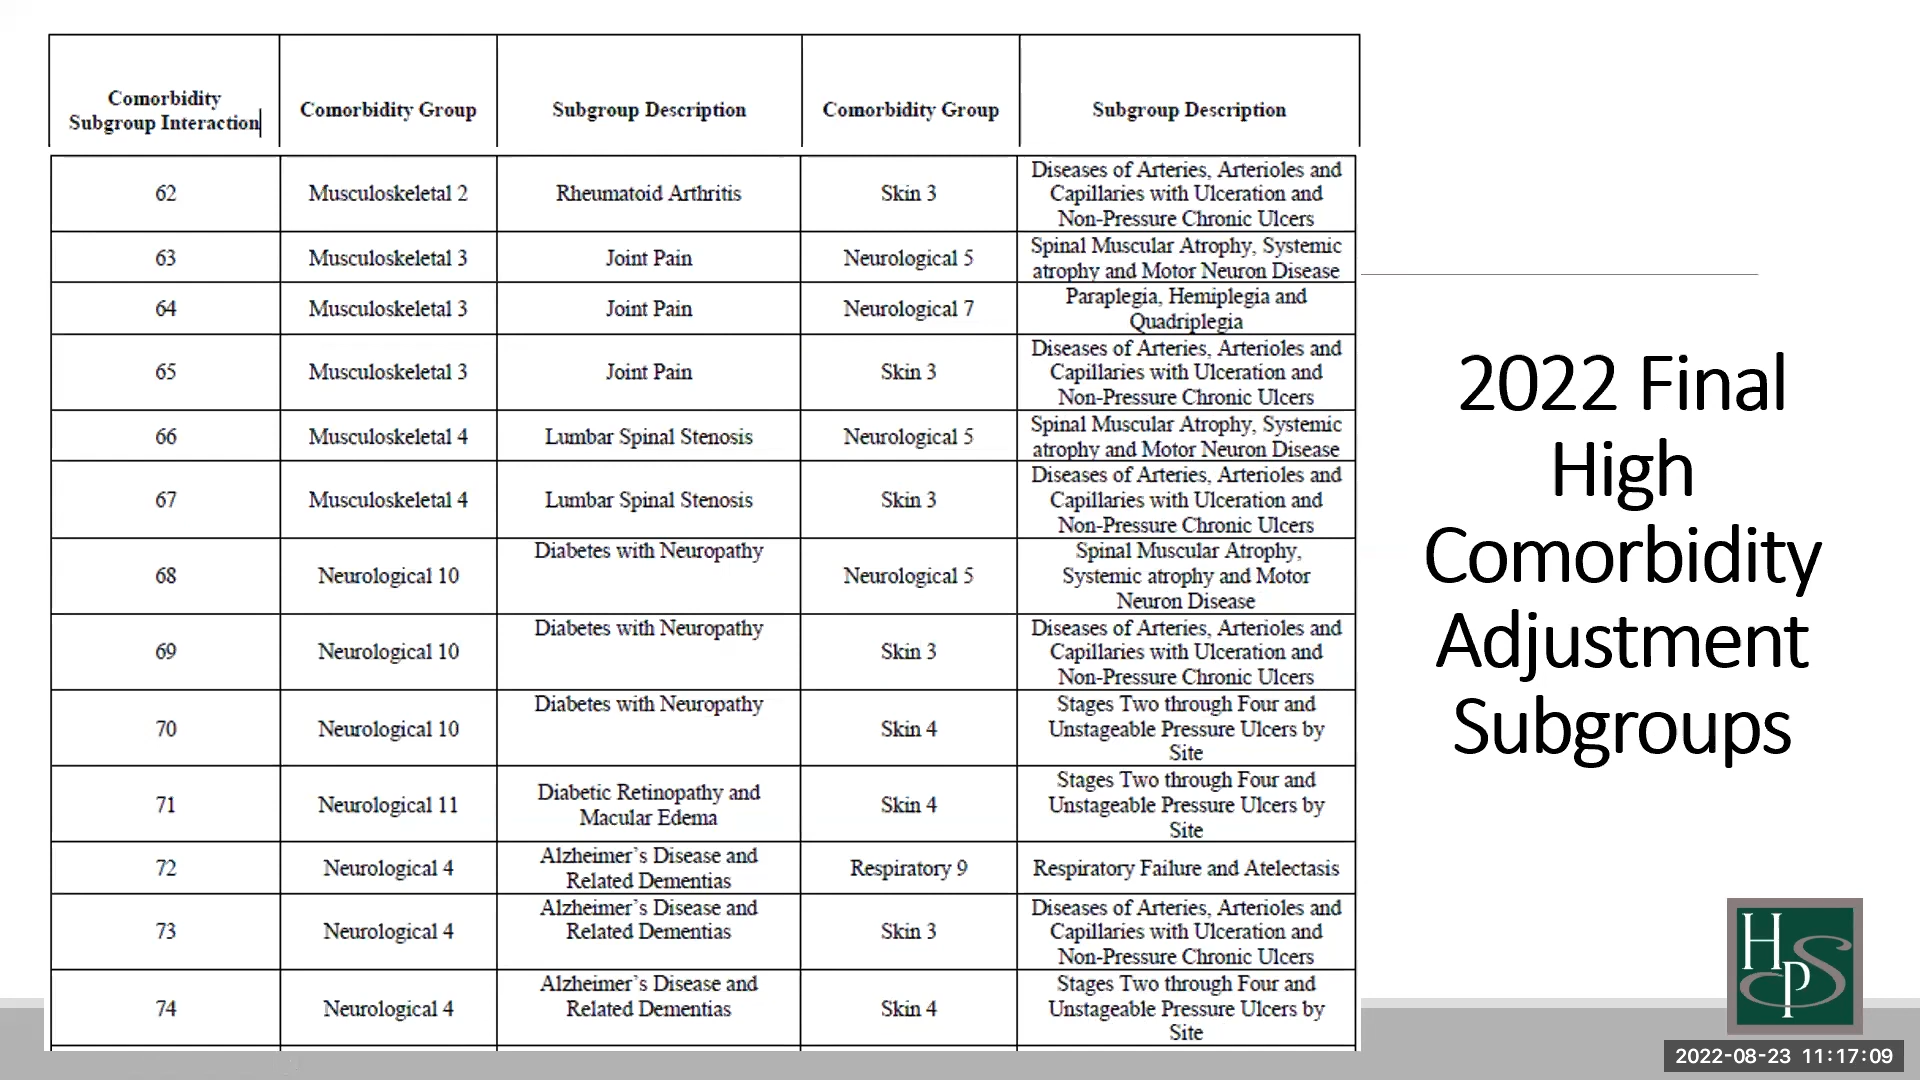 Comorbidity
Subgroup Interaction
Comorbidity Group
Subgroup Description
Comorbidity Group
Subgroup Description
62
Musculoskeletal 2
Rheumatoid Arthritis
Skin 3
Diseases of Arteries, Arterioles and
Capillaries with Ulceration and
Non-Pressure Chronic Ulcers
63
Musculoskeletal 3
Joint Pain
Neurological 5
Spinal Muscular Atrophy, Systemic
atrophy and Motor Neuron Disease
64
Musculoskeletal 3
Joint Pain
Neurological 7
Paraplegia, Hemiplegia and
Quadriplegia
65
Musculoskeletal 3
Joint Pain
Skin 3
Diseases of Arteries, Arterioles and
Capillaries with Ulceration and
Non-Pressure Chronic Ulcers
66
Musculoskeletal 4
Lumbar Spinal Stenosis
Neurological 5
Spinal Muscular Atrophy, Systemic
atrophy and Motor Neuron Disease
67
Musculoskeletal 4
Lumbar Spinal Stenosis
Skin 3
Diseases of Arteries, Arterioles and
Capillaries with Ulceration and
Non-Pressure Chronic Ulcers
68
Neurological 10
Diabetes with Neuropathy
Neurological 5
Spinal Muscular Atrophy,
Systemic atrophy and Motor
Neuron Disease
69
Neurological 10
Diabetes with Neuropathy
Skin 3
Diseases of Arteries, Arterioles and
Capillaries with Ulceration and
Non-Pressure Chronic Ulcers
70
Neurological 10
Diabetes with Neuropathy
Skin 4
Stages Two through Four and
Unstageable Pressure Ulcers by
Site
71
Neurological 11
Diabetic Retinopathy and
Macular Edema
Skin 4
Stages Two through Four and
Unstageable Pressure Ulcers by
Site
72
Neurological 4
Alzheimer's Disease and
Related Dementias
Respiratory 9
Respiratory Failure and Atelectasis
73
Neurological 4
Alzheimer's Disease and
Related Dementias
Skin 3
Diseases of Arteries, Arterioles and
Capillaries with Ulceration and
Non-Pressure Chronic Ulcers
74
Neurological 4
Alzheimer's Disease and
Related Dementias
Skin 4
Stages Two through Four and
Unstageable Pressure Ulcers by
Site
2022 Final
High
Comorbidity
Adjustment
Subgroups
HPS
2022-08-23 11:17:09